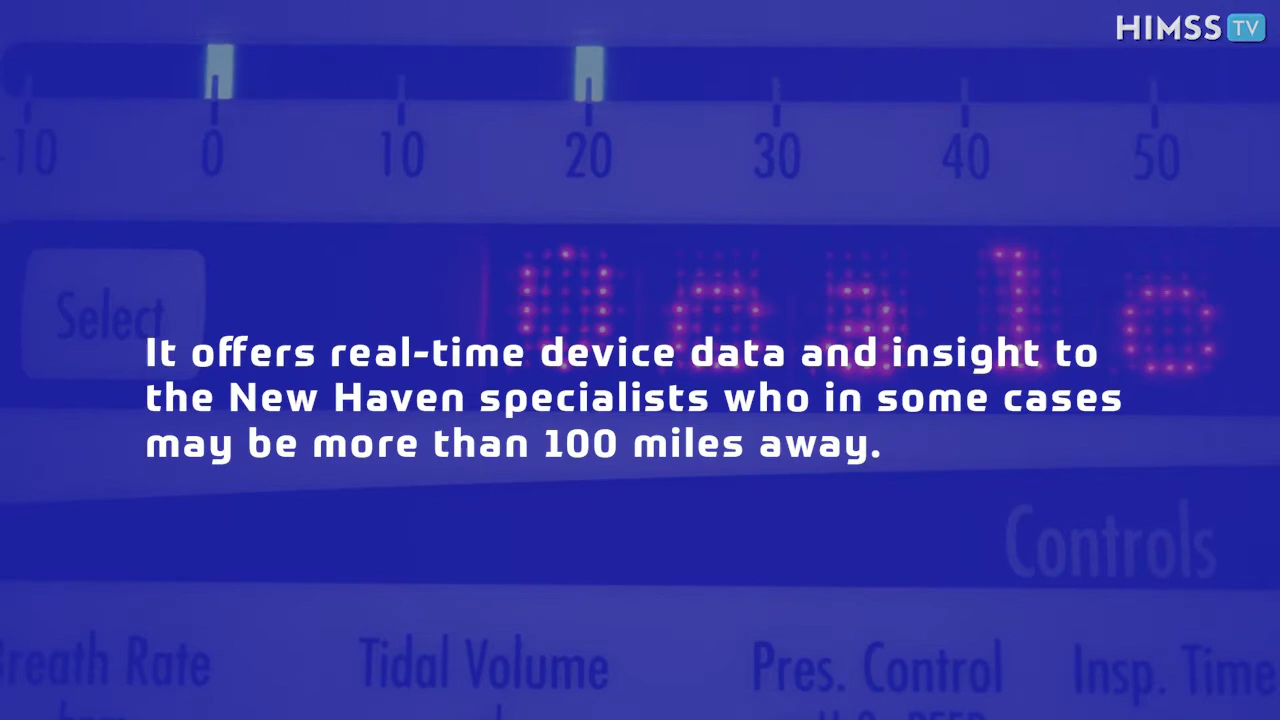 HIMSS TV
-10 0 10 20 30 40 50
Select
It offers real-time device data and insight to
the New Haven specialists who in some cases
may be more than 100 miles away.
Controls
Breath Rate Tidal Volume Pres. Control Insp. Time